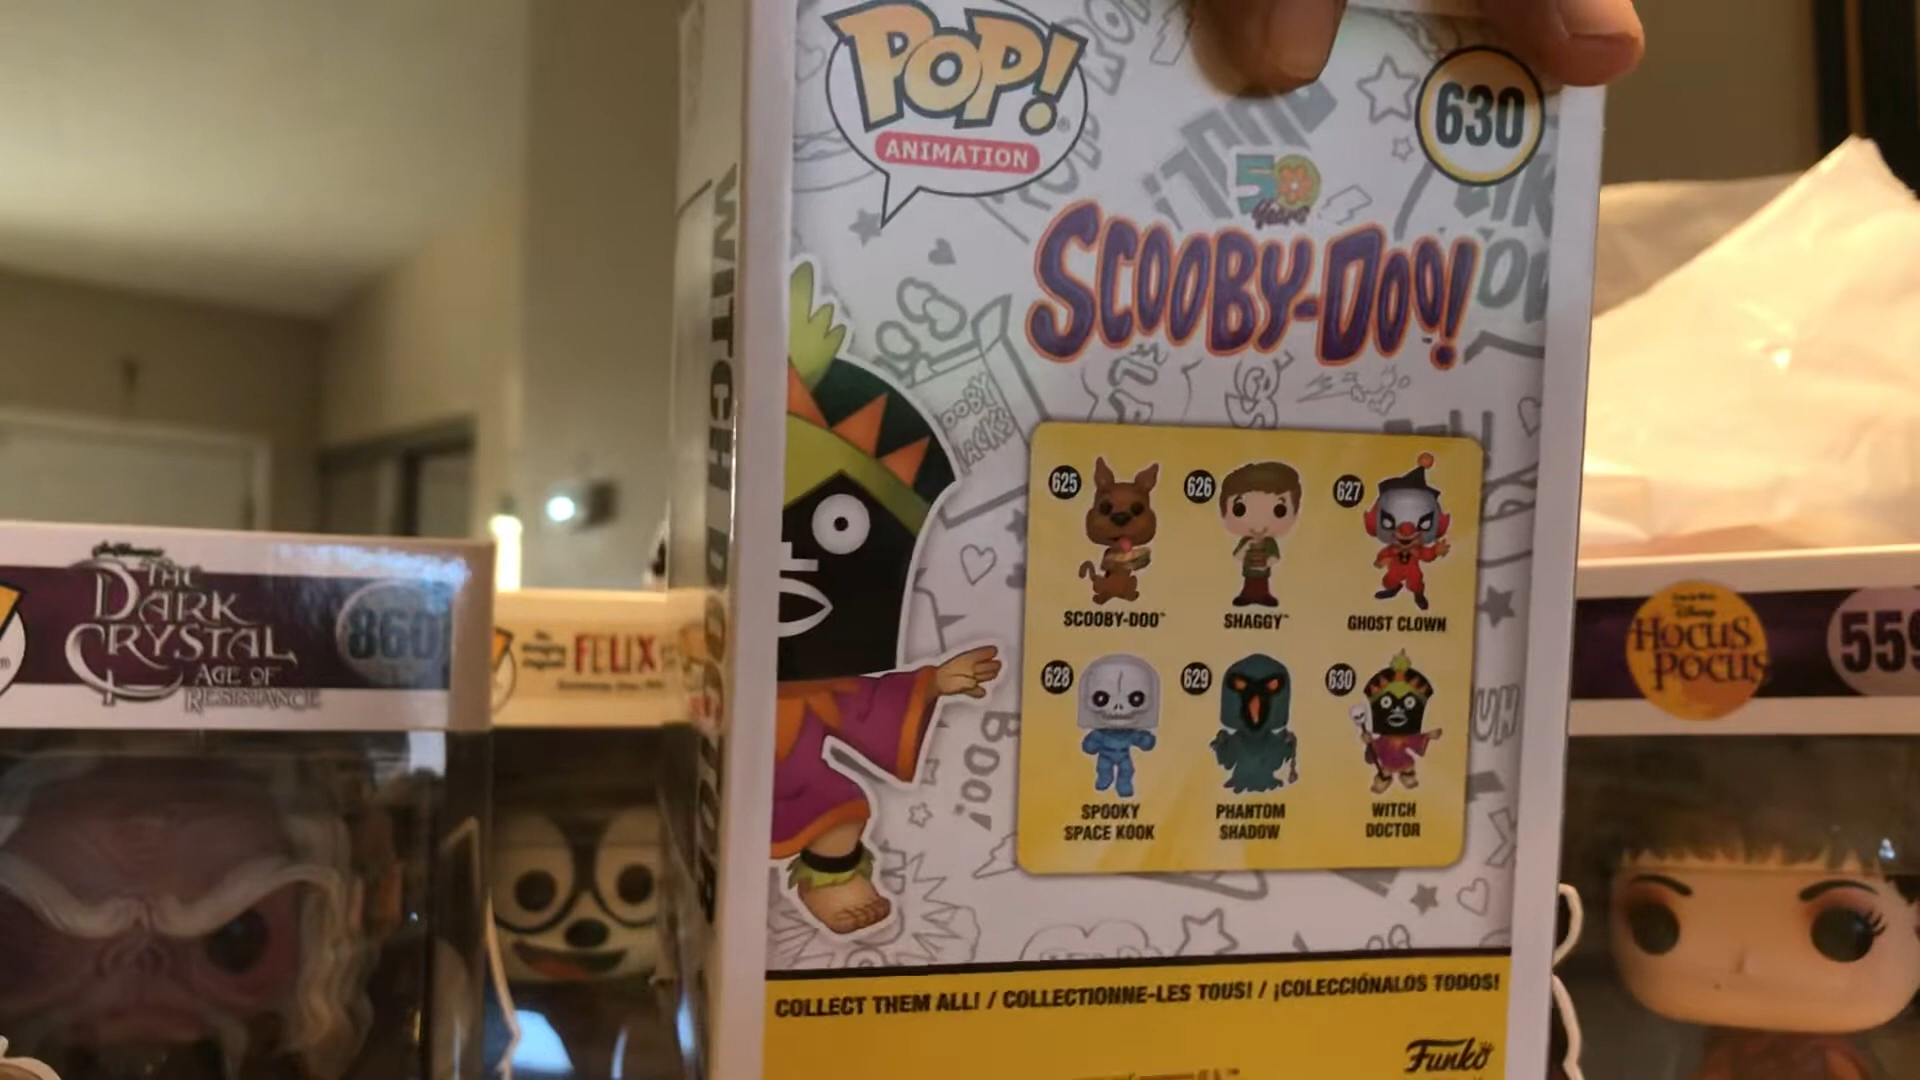 POP!
ANIMATION
630
50
Years
SCOOBY-DOO!
WITCH DOCTOR
625
626
627
SCOOBY-DOO™
SHAGGY™
GHOST CLOWN
628
629
630
SPOOKY
SPACE KOOK
PHANTOM
SHADOW
WITCH
DOCTOR
BOO!
COLLECT THEM ALL! / COLLECTIONNE-LES TOUS! / ¡COLECCIÓNALOS TODOS!
Funko
THE
DARK
CRYSTAL
AGE OF
RESISTANCE
860
FELIX
Disney
HOCUS
POCUS
559